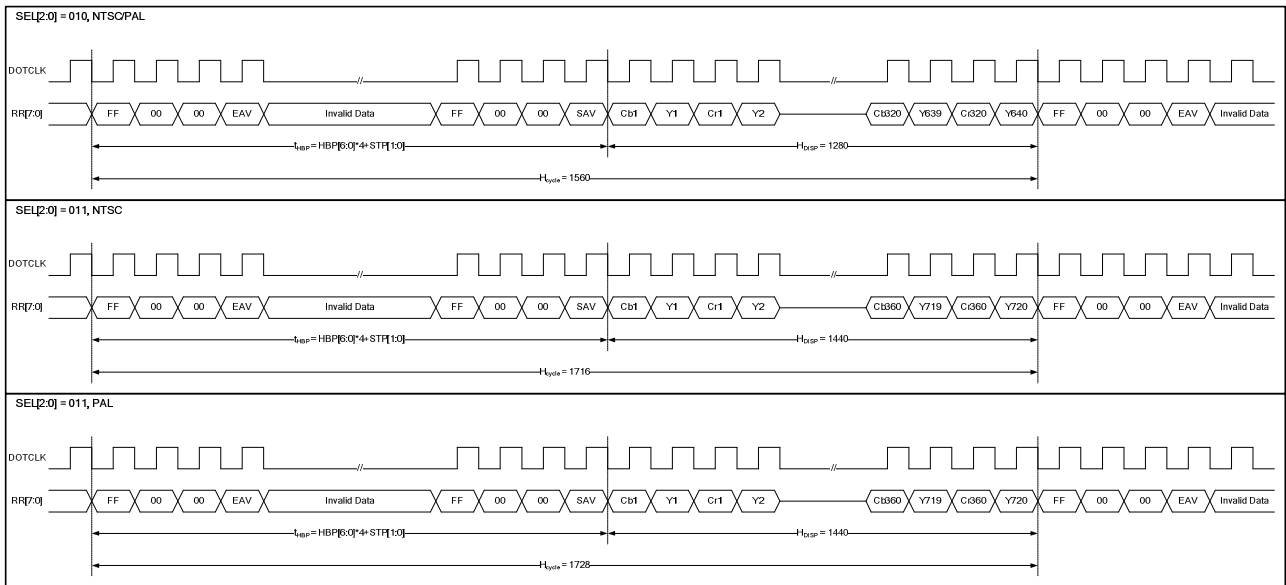 SEL[2:0] = 010, NTSC/PAL
DOTCLK // //
RR[7:0] FF 00 00 EAV Invalid Data FF 00 00 SAV Cb1 Y1 Cr1 Y2 Cb320 Y639 Cr320 Y640 FF 00 00 EAV Invalid Data
tHBP = HBP[6:0]*4+STP[1:0] HDISP = 1280
Hcycle = 1560
SEL[2:0] = 011, NTSC
DOTCLK // //
RR[7:0] FF 00 00 EAV Invalid Data FF 00 00 SAV Cb1 Y1 Cr1 Y2 Cb360 Y719 Cr360 Y720 FF 00 00 EAV Invalid Data
tHBP = HBP[6:0]*4+STP[1:0] HDISP = 1440
Hcycle = 1716
SEL[2:0] = 011, PAL
DOTCLK // //
RR[7:0] FF 00 00 EAV Invalid Data FF 00 00 SAV Cb1 Y1 Cr1 Y2 Cb360 Y719 Cr360 Y720 FF 00 00 EAV Invalid Data
tHBP = HBP[6:0]*4+STP[1:0] HDISP = 1440
Hcycle = 1728